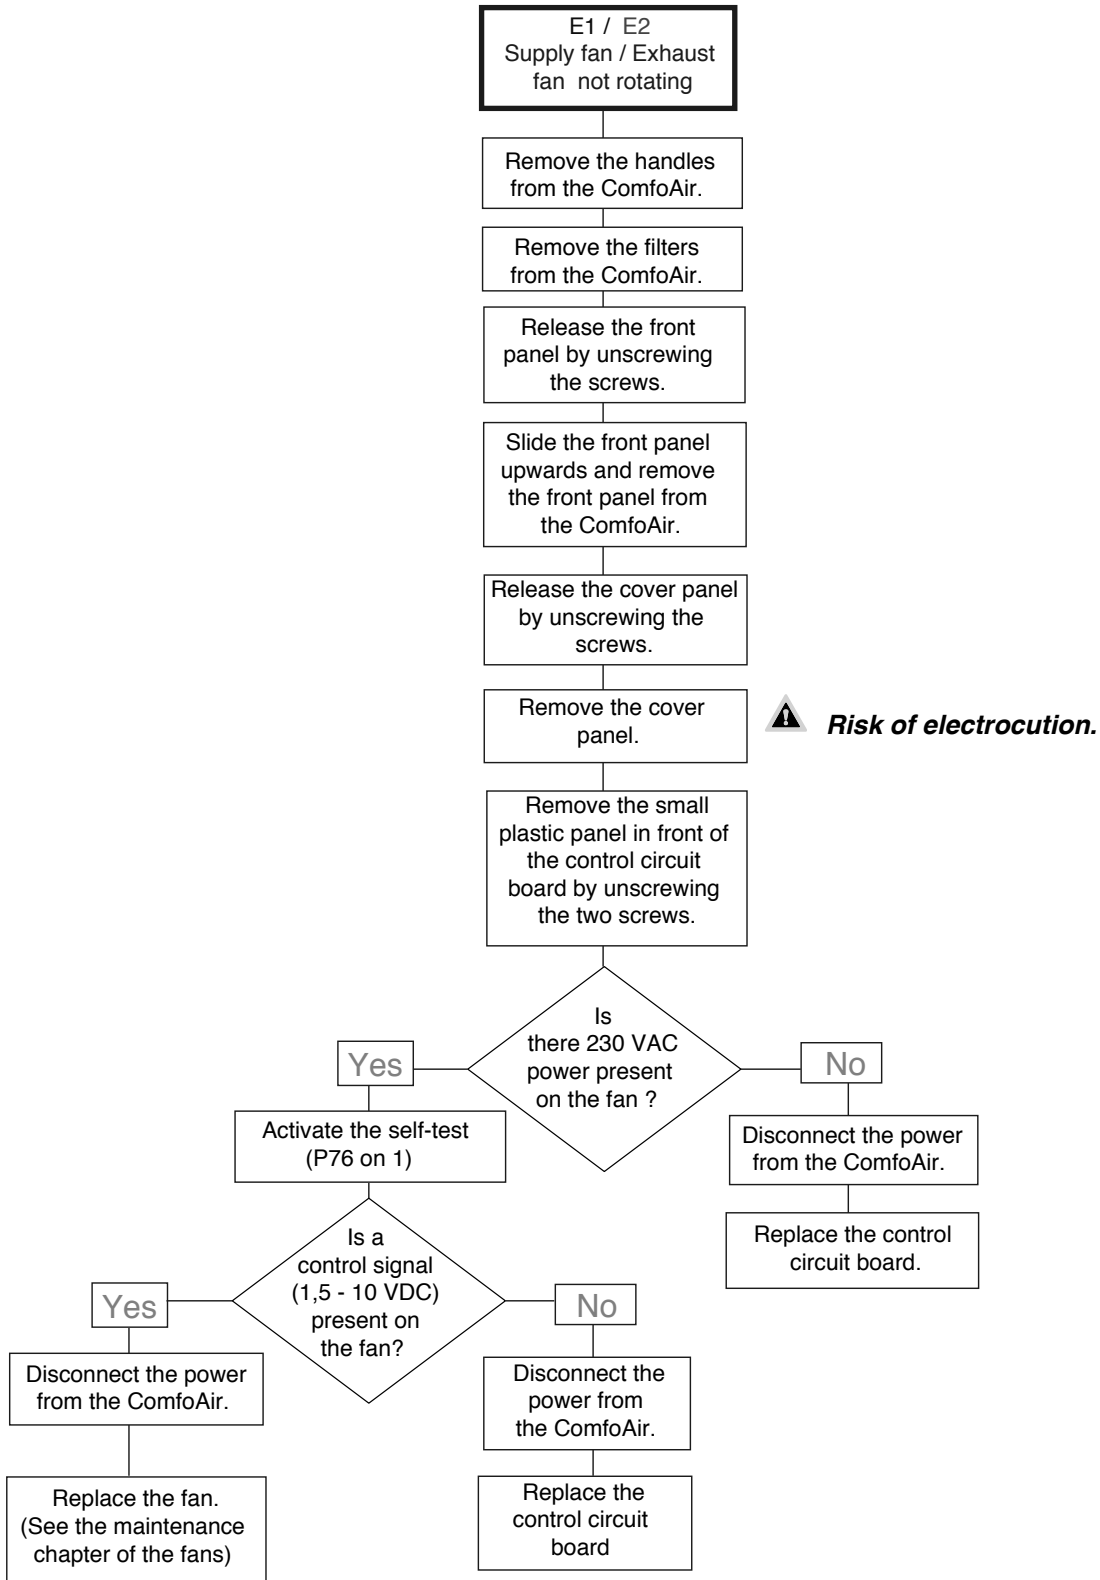 E1 / E2
Supply fan / Exhaust
fan not rotating
Remove the handles
from the ComfoAir.
Remove the filters
from the ComfoAir.
Release the front
panel by unscrewing
the screws.
Slide the front panel
upwards and remove
the front panel from
the ComfoAir.
Release the cover panel
by unscrewing the
screws.
Remove the cover
panel.
Risk of electrocution.
Remove the small
plastic panel in front of
the control circuit
board by unscrewing
the two screws.
Is
there 230 VAC
power present
on the fan ?
Yes
No
Activate the self-test
(P76 on 1)
Disconnect the power
from the ComfoAir.
Replace the control
circuit board.
Is a
control signal
(1,5 - 10 VDC)
present on
the fan?
Yes
No
Disconnect the power
from the ComfoAir.
Replace the fan.
(See the maintenance
chapter of the fans)
Disconnect the
power from
the ComfoAir.
Replace the
control circuit
board